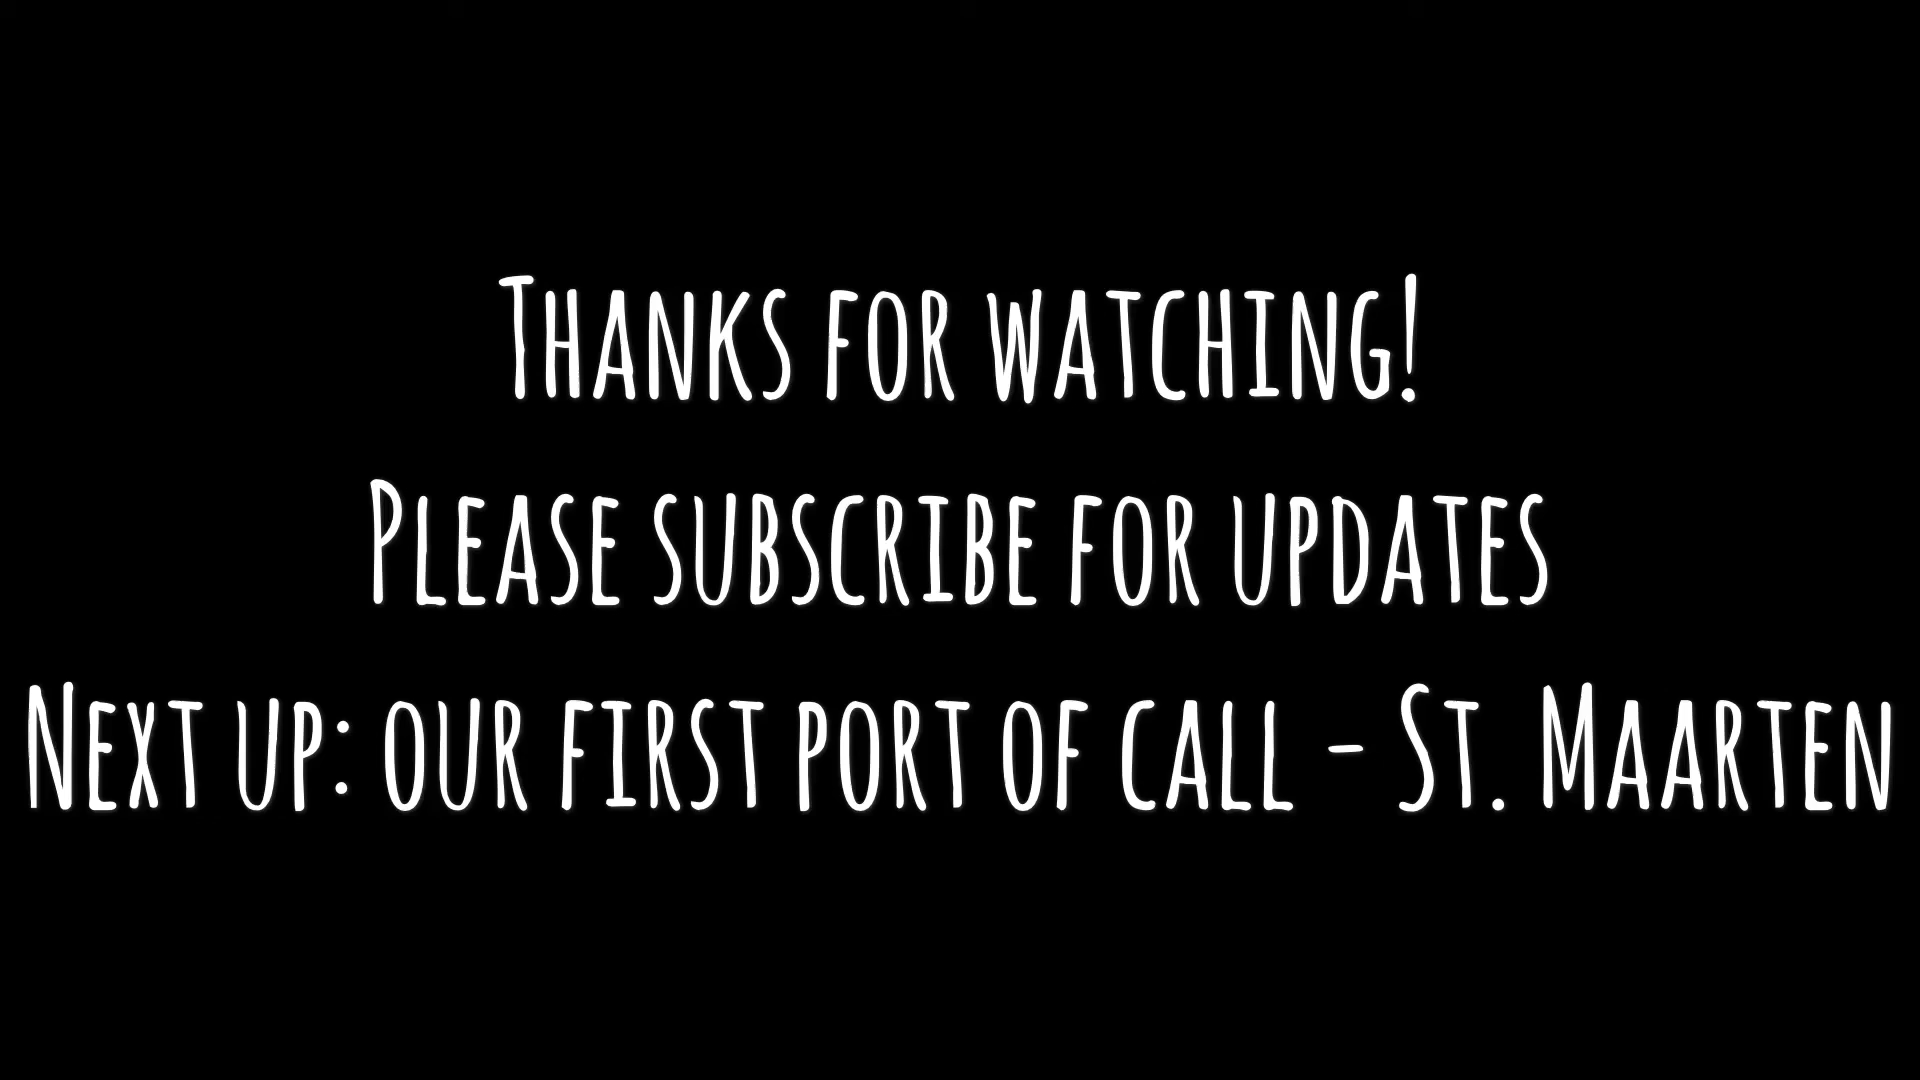 Thanks for watching!
Please subscribe for updates
Next up: our first port of call - St. Maarten